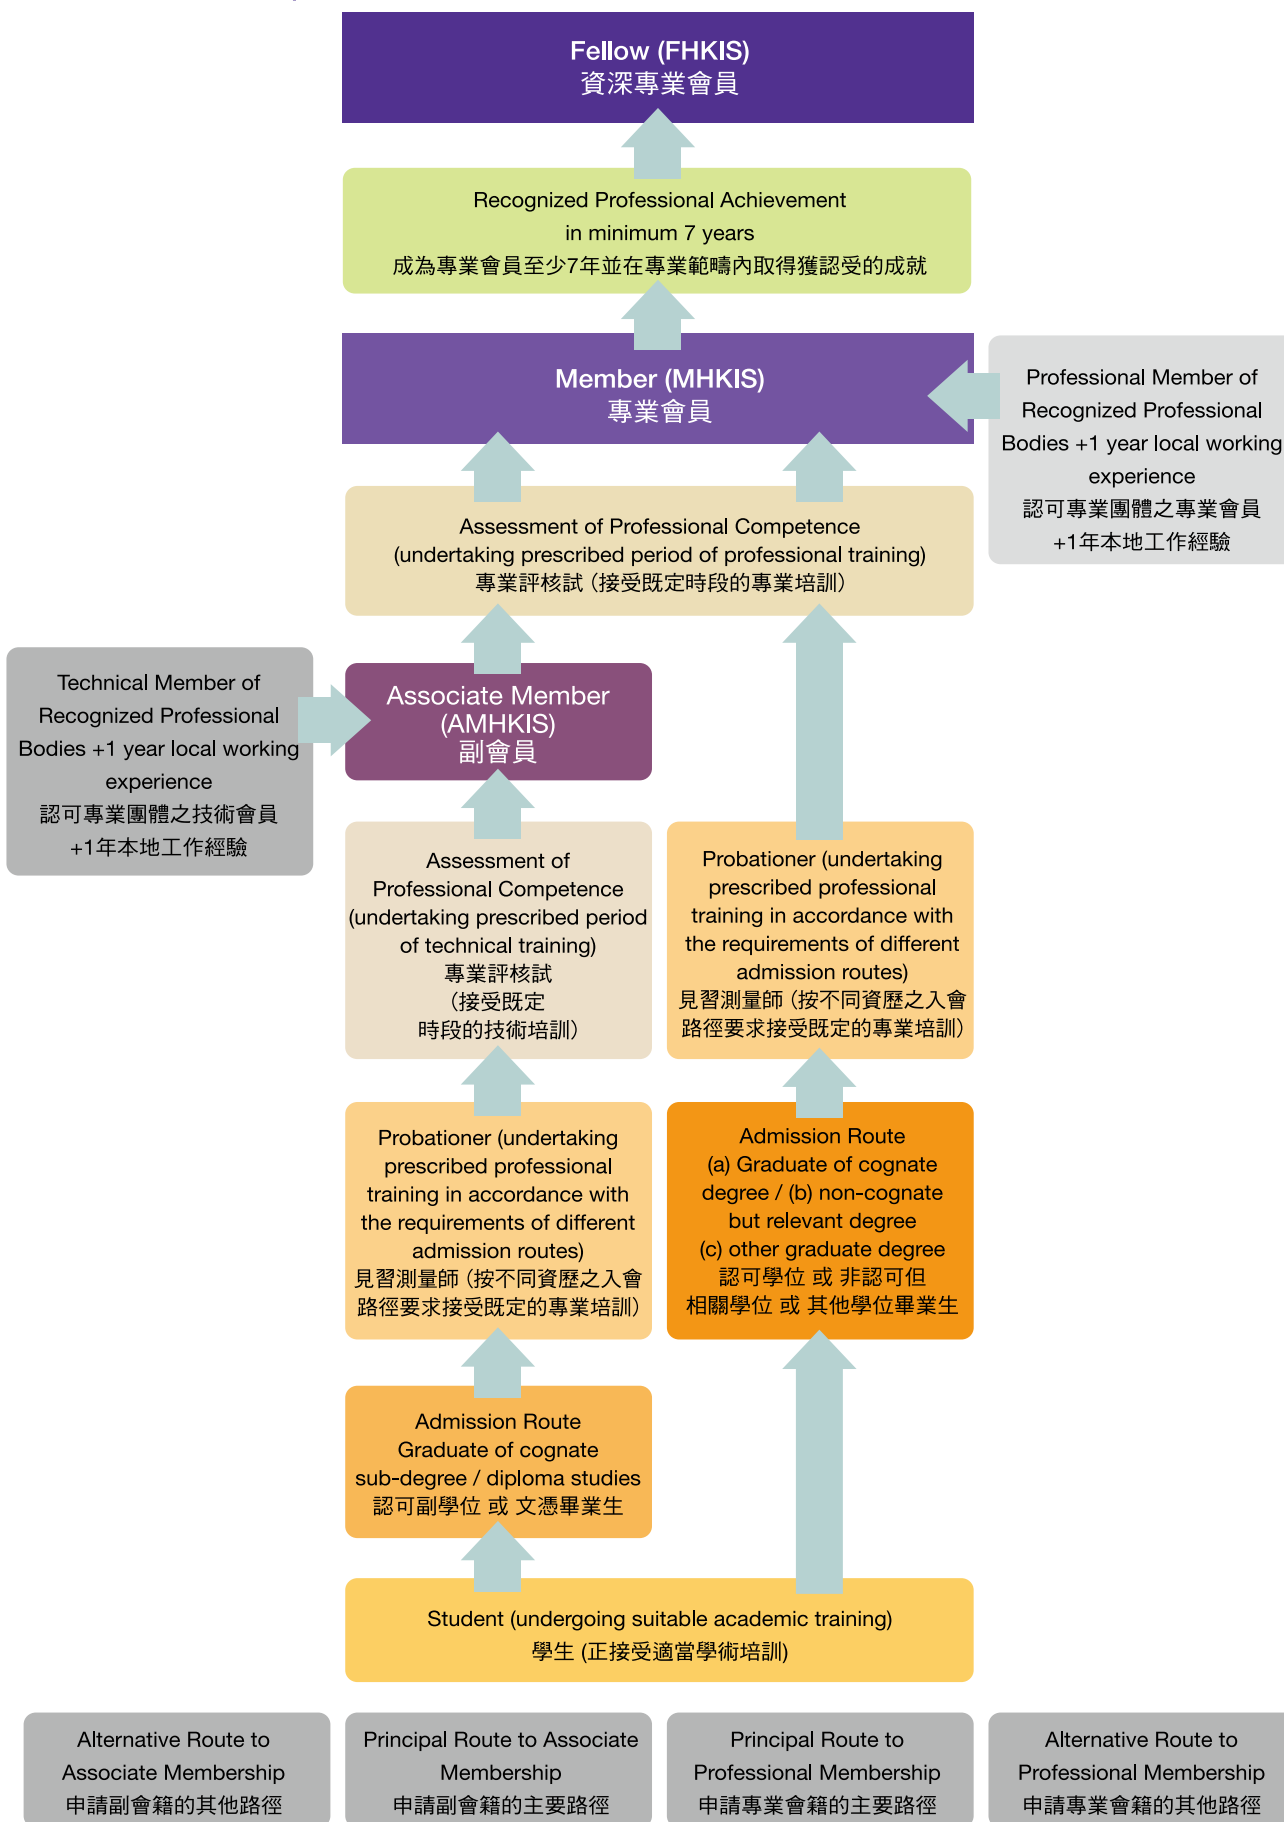 Fellow (FHKIS)
資深專業會員
Recognized Professional Achievement
in minimum 7 years
成為專業會員至少7年並在專業範疇內取得獲認受的成就
Member (MHKIS)
專業會員
Professional Member of
Recognized Professional
Bodies +1 year local working
experience
認可專業團體之專業會員
+1年本地工作經驗
Assessment of Professional Competence
(undertaking prescribed period of professional training)
專業評核試（接受既定時段的專業培訓）
Technical Member of
Recognized Professional
Bodies +1 year local working
experience
認可專業團體之技術會員
+1年本地工作經驗
Associate Member
(AMHKIS)
副會員
Assessment of
Professional Competence
(undertaking prescribed period
of technical training)
專業評核試
（接受既定
時段的技術培訓）
Probationer (undertaking
prescribed professional
training in accordance with
the requirements of different
admission routes)
見習測量師（按不同資歷之入會
路徑要求接受既定的專業培訓）
Probationer (undertaking
prescribed professional
training in accordance with
the requirements of different
admission routes)
見習測量師（按不同資歷之入會
路徑要求接受既定的專業培訓）
Admission Route
(a) Graduate of cognate
degree / (b) non-cognate
but relevant degree
(c) other graduate degree
認可學位 或 非認可但
相關學位 或 其他學位畢業生
Admission Route
Graduate of cognate
sub-degree / diploma studies
認可副學位 或 文憑畢業生
Student (undergoing suitable academic training)
學生 (正接受適當學術培訓)
Alternative Route to
Associate Membership
申請副會籍的其他路徑
Principal Route to Associate
Membership
申請副會籍的主要路徑
Principal Route to
Professional Membership
申請專業會籍的主要路徑
Alternative Route to
Professional Membership
申請專業會籍的其他路徑